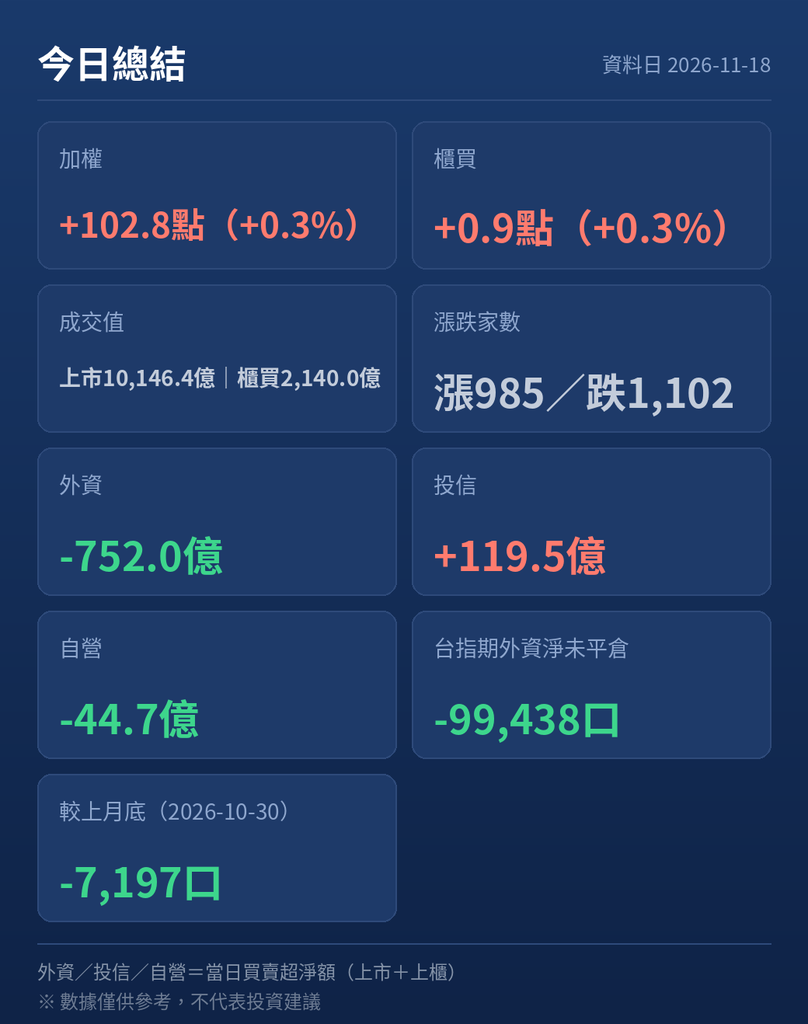 今日總結
資料日 2026-11-18
加權
+102.8點（+0.3%）
櫃買
+0.9點（+0.3%）
成交值
上市10,146.4億｜櫃買2,140.0億
漲跌家數
漲985／跌1,102
外資
-752.0億
投信
+119.5億
自營
-44.7億
台指期外資淨未平倉
-99,438口
較上月底（2026-10-30）
-7,197口
外資／投信／自營＝當日買賣超淨額（上市＋上櫃）
※ 數據僅供參考，不代表投資建議